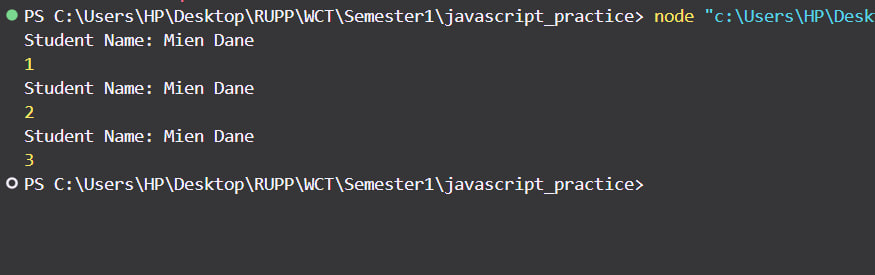 PS C:\Users\HP\Desktop\RUPP\WCT\Semester1\javascript_practice> node "c:\Users\HP\Desk
Student Name: Mien Dane
1
Student Name: Mien Dane
2
Student Name: Mien Dane
3
PS C:\Users\HP\Desktop\RUPP\WCT\Semester1\javascript_practice>